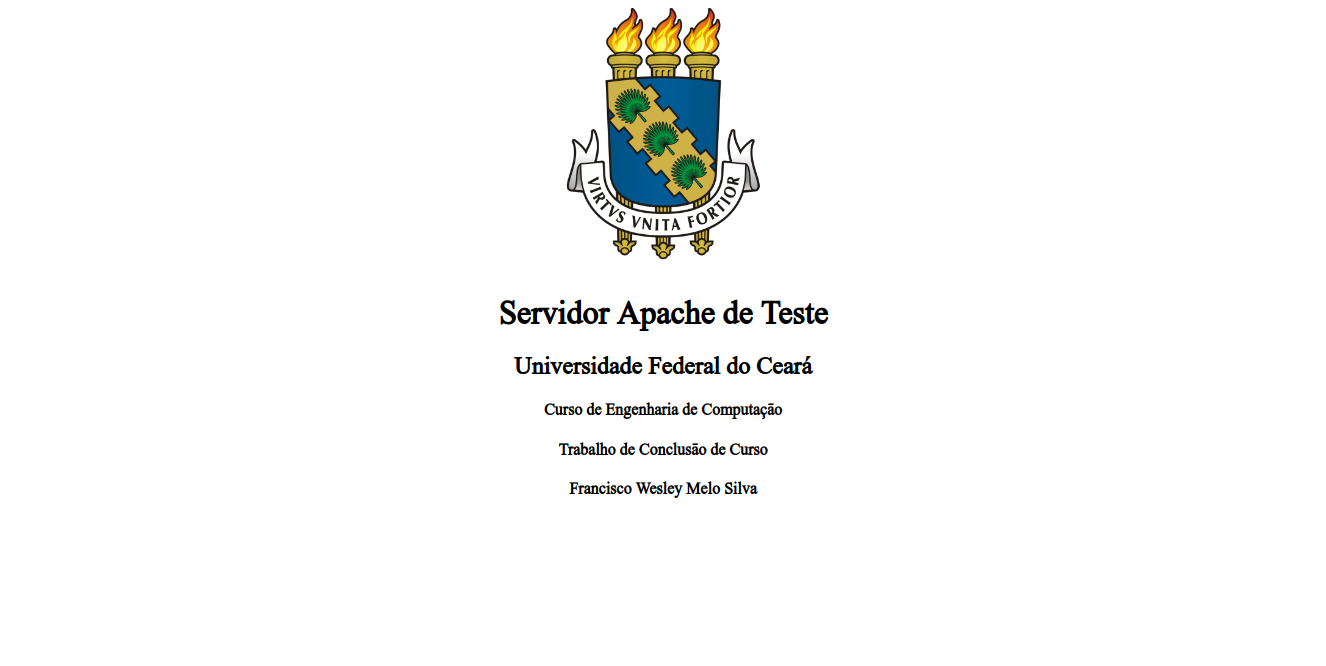 VIRTVS VNITA FORTIOR
Servidor Apache de Teste
Universidade Federal do Ceará
Curso de Engenharia de Computação
Trabalho de Conclusão de Curso
Francisco Wesley Melo Silva